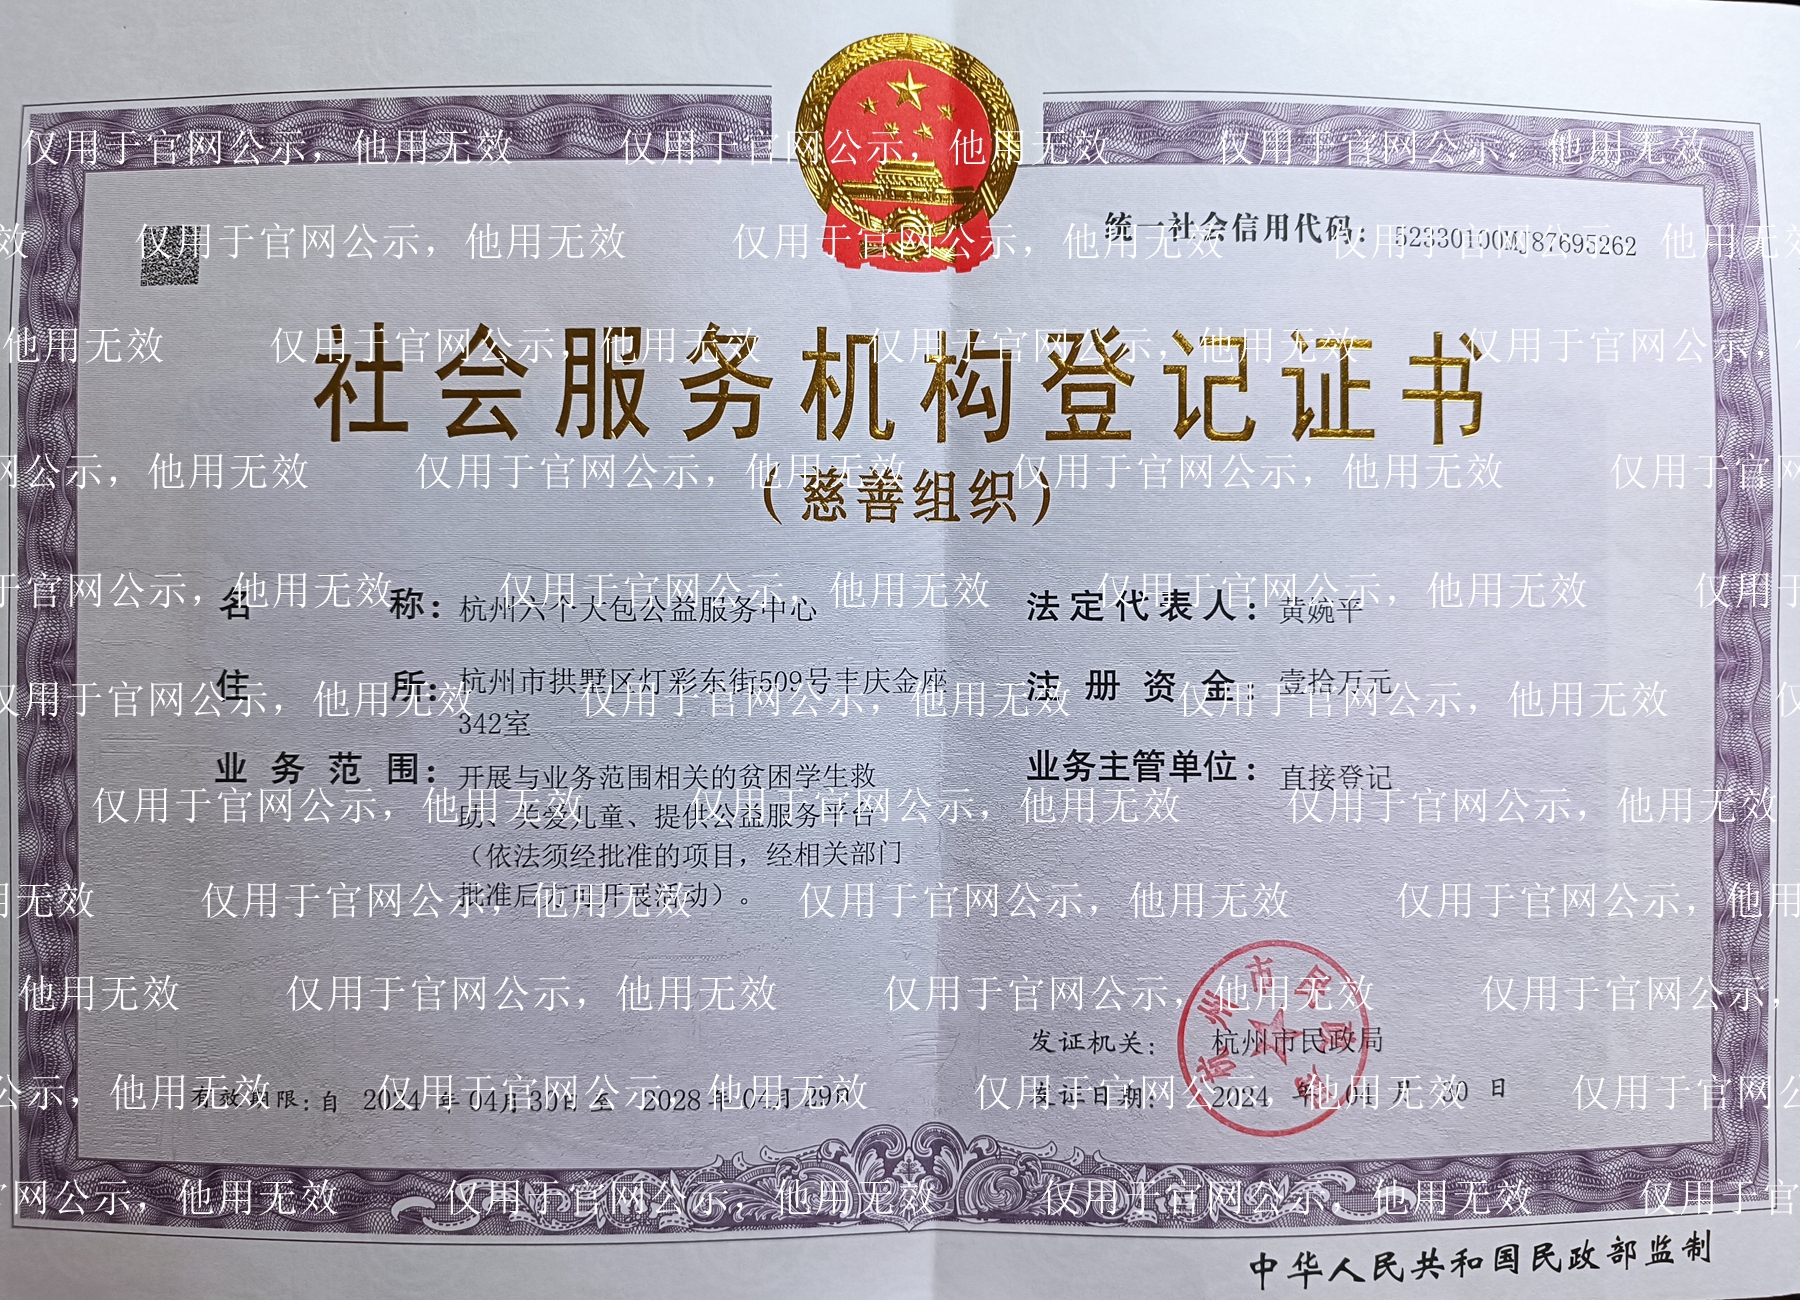 统一社会信用代码：52330100MJ87695262
社会服务机构登记证书
（慈善组织）
名称：杭州六个大包公益服务中心
法定代表人：黄婉平
住所：杭州市拱墅区灯彩东街509号丰庆金座
342室
注册资金：壹拾万元
业务范围：开展与业务范围相关的贫困学生救
助、关爱儿童、提供公益服务平台
（依法须经批准的项目，经相关部门
批准后方可开展活动）。
业务主管单位：直接登记
发证机关：杭州市民政局
有效期限：自 2024 年 04月 30日 至 2028 年 04月 29日
发证日期：2024 年 04 月 30 日
杭州市民政局
中华人民共和国民政部监制
仅用于官网公示，他用无效